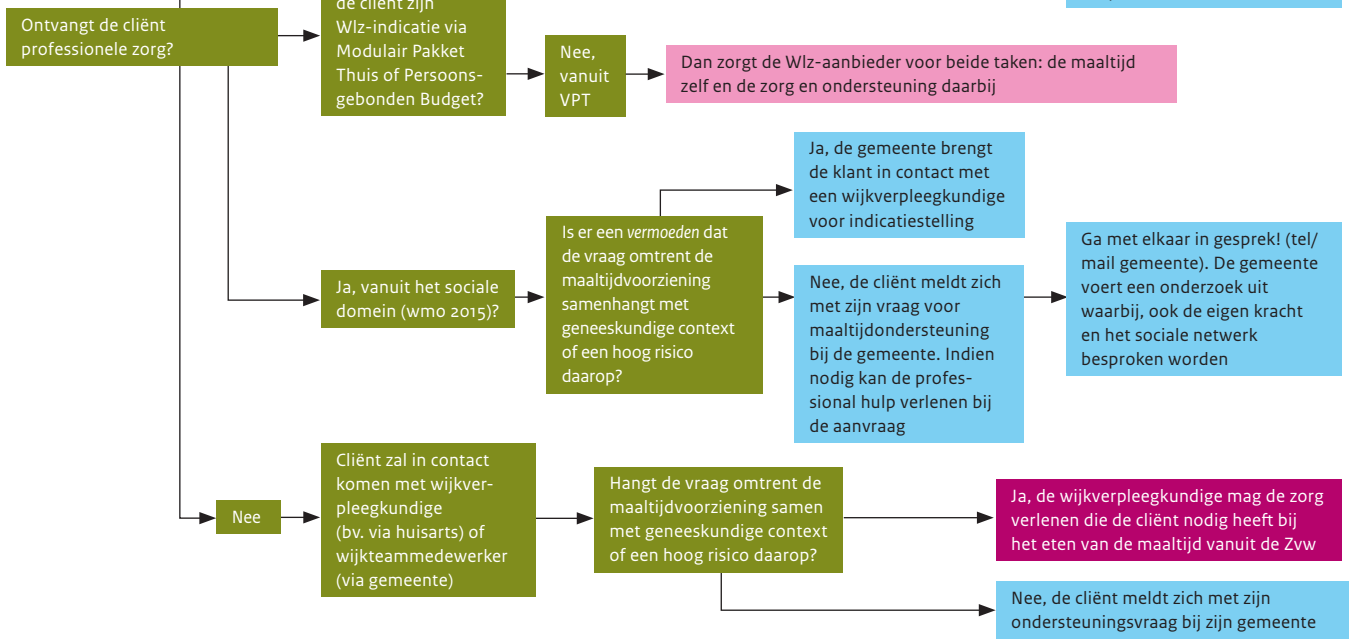 Ontvangt de cliënt
professionele zorg?
de cliënt zijn
Wlz-indicatie via
Modulair Pakket
Thuis of Persoons-
gebonden Budget?
Nee,
vanuit
VPT
Dan zorgt de Wlz-aanbieder voor beide taken: de maaltijd
zelf en de zorg en ondersteuning daarbij
Ja, vanuit het sociale
domein (wmo 2015)?
Is er een vermoeden dat
de vraag omtrent de
maaltijdvoorziening
samenhangt met
geneeskundige context
of een hoog risico
daarop?
Ja, de gemeente brengt
de klant in contact met
een wijkverpleegkundige
voor indicatiestelling
Nee, de cliënt meldt zich
met zijn vraag voor
maaltijdondersteuning
bij de gemeente. Indien
nodig kan de profes-
sional hulp verlenen bij
de aanvraag
Ga met elkaar in gesprek! (tel/
mail gemeente). De gemeente
voert een onderzoek uit
waarbij, ook de eigen kracht
en het sociale netwerk
besproken worden
Nee
Cliënt zal in contact
komen met wijkver-
pleegkundige
(bv. via huisarts) of
wijkteammedewerker
(via gemeente)
Hangt de vraag omtrent de
maaltijdvoorziening samen
met geneeskundige context
of een hoog risico daarop?
Ja, de wijkverpleegkundige mag de zorg
verlenen die de cliënt nodig heeft bij
het eten van de maaltijd vanuit de Zvw
Nee, de cliënt meldt zich met zijn
ondersteuningsvraag bij zijn gemeente